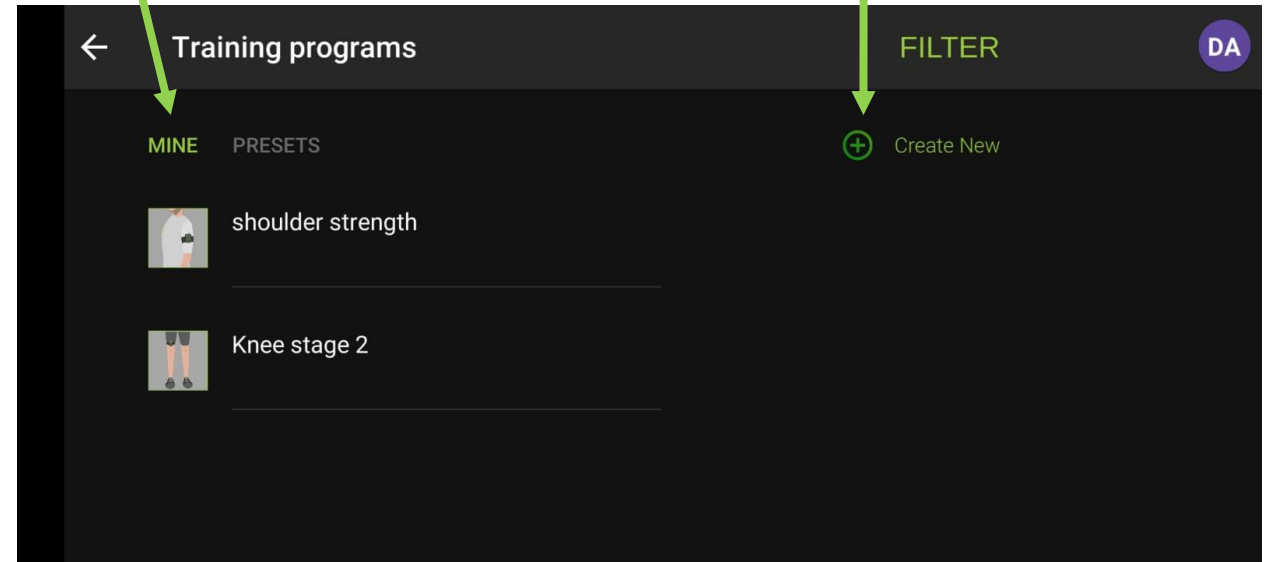 Training programs
FILTER
DA
MINE
PRESETS
Create New
shoulder strength
Knee stage 2